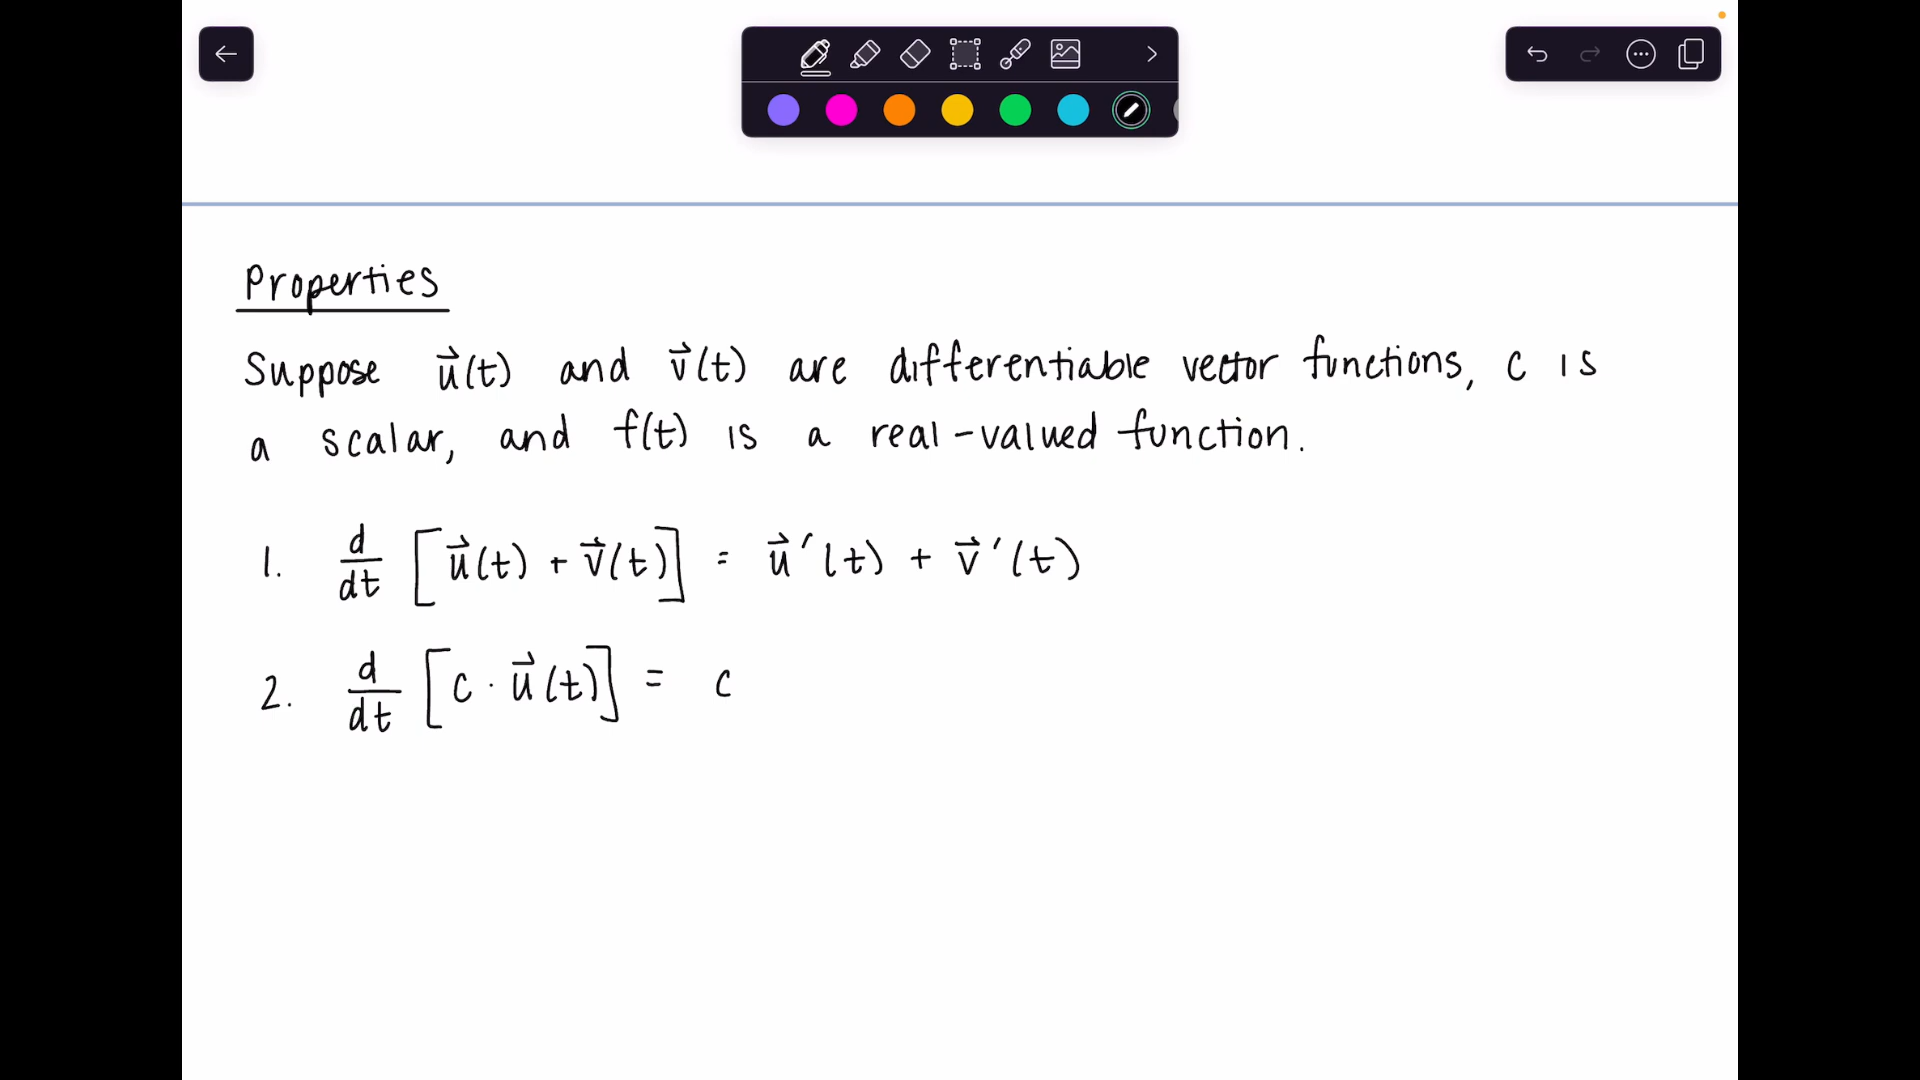 Properties
Suppose u⃗(t) and v⃗(t) are differentiable vector functions, c is
a scalar, and f(t) is a real-valued function.
1. d/dt [u⃗(t) + v⃗(t)] = u⃗′(t) + v⃗′(t)
2. d/dt [c · u⃗(t)] = c